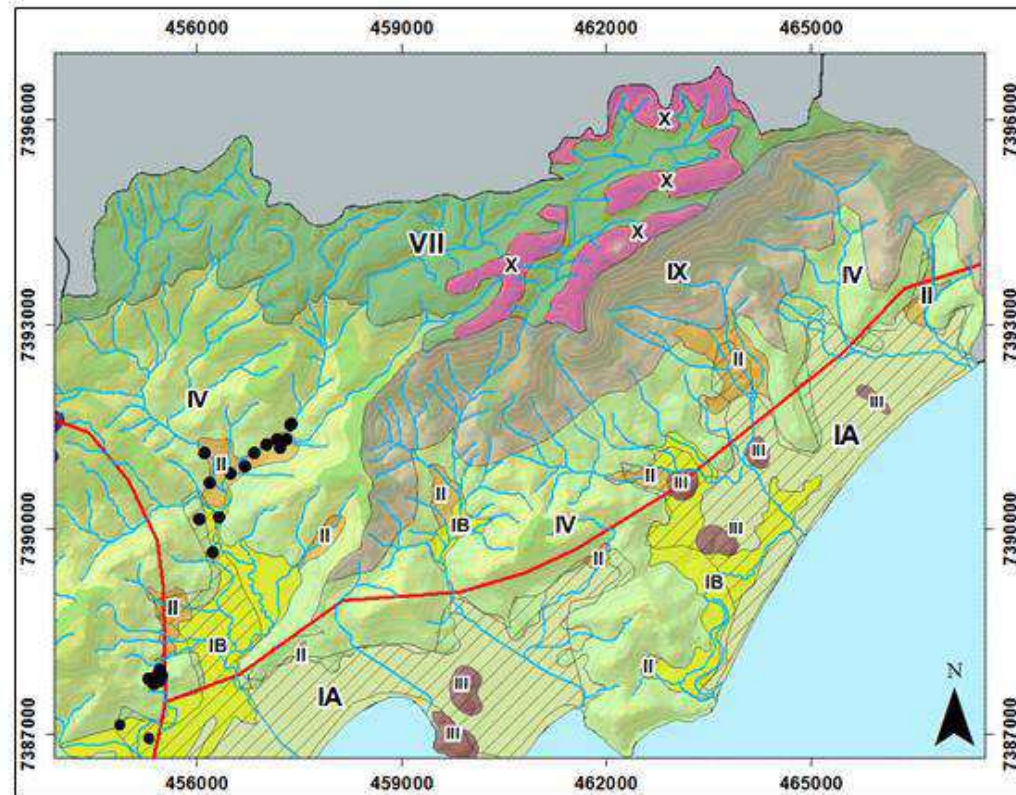 456000 459000 462000 465000
7396000 7396000
X
X
VII X
X IX
IV
II
7393000 7393000
II
IV III
IA
II III
II II III
7390000 II IB IV III 7390000
II
IB
II
IB
II II
IA III
N
III
7387000 7387000
456000 459000 462000 465000